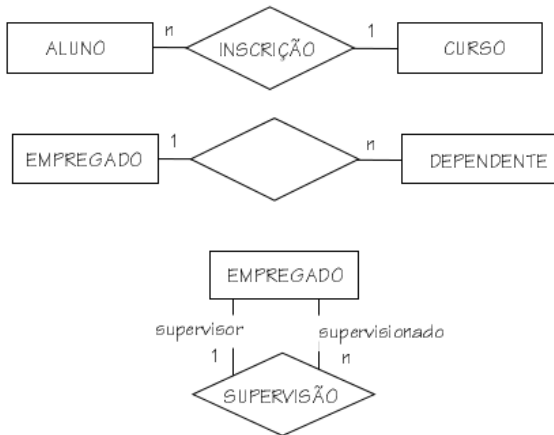 ALUNO n INSCRIÇÃO 1 CURSO
EMPREGADO 1 n DEPENDENTE
EMPREGADO
supervisor supervisionado
1 n
SUPERVISÃO